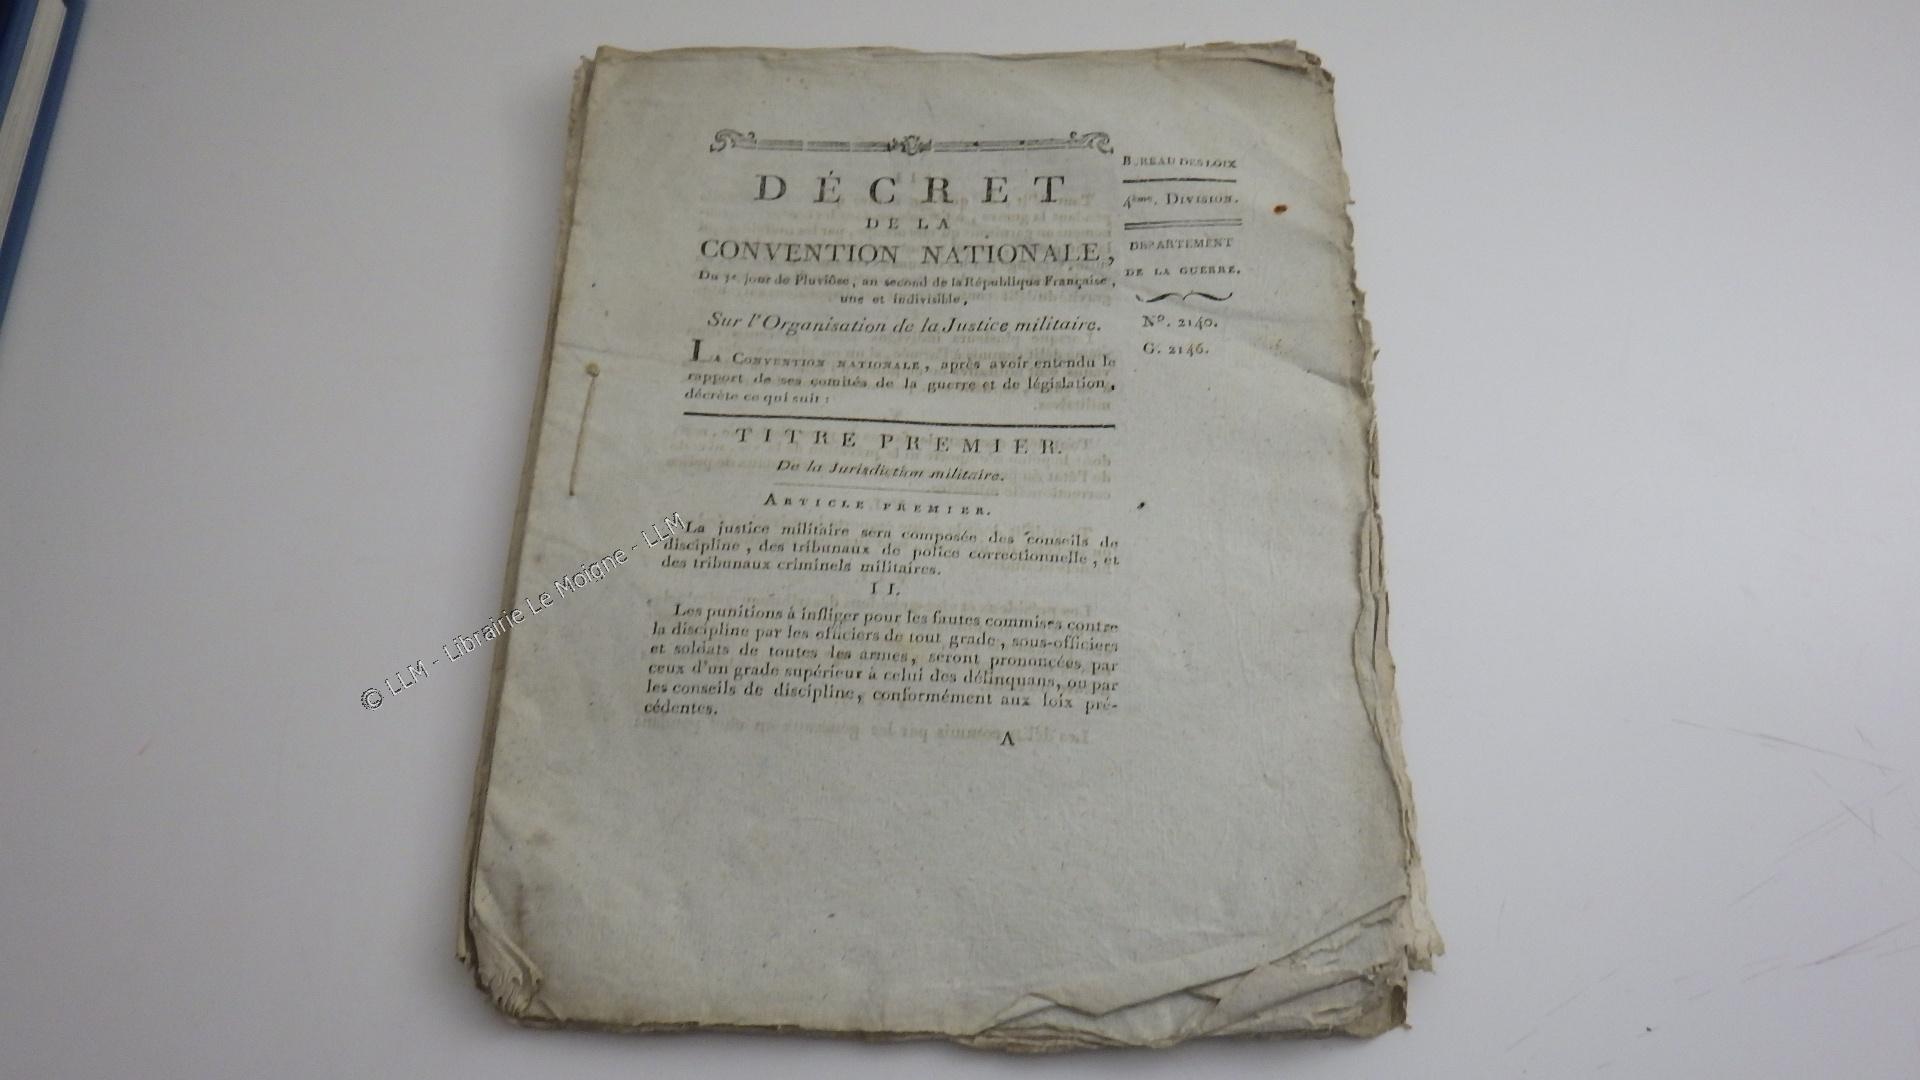 DÉCRET
DE LA
CONVENTION NATIONALE,
Du 3e. jour de Pluviôse, an second de la République Française,
une et indivisible,
Sur l'Organisation de la Justice militaire.
LA CONVENTION NATIONALE, après avoir entendu le
rapport de ses comités de la guerre et de législation,
décrète ce qui suit :
TITRE PREMIER.
De la Jurisdiction militaire.
ARTICLE PREMIER.
La justice militaire sera composée des conseils de
discipline, des tribunaux de police correctionnelle, et
des tribunaux criminels militaires.
II.
Les punitions à infliger pour les fautes commises contre
la discipline par les officiers de tout grade, sous-officiers
et soldats de toutes les armes, seront prononcées par
ceux d'un grade supérieur à celui des délinquans, ou par
les conseils de discipline, conformément aux loix pré-
cédentes.
A
BUREAU DES LOIX
4ème. DIVISION.
DEPARTEMENT
DE LA GUERRE.
No. 2140.
G. 2146.
© LLM - Librairie Le Moigne - LLM